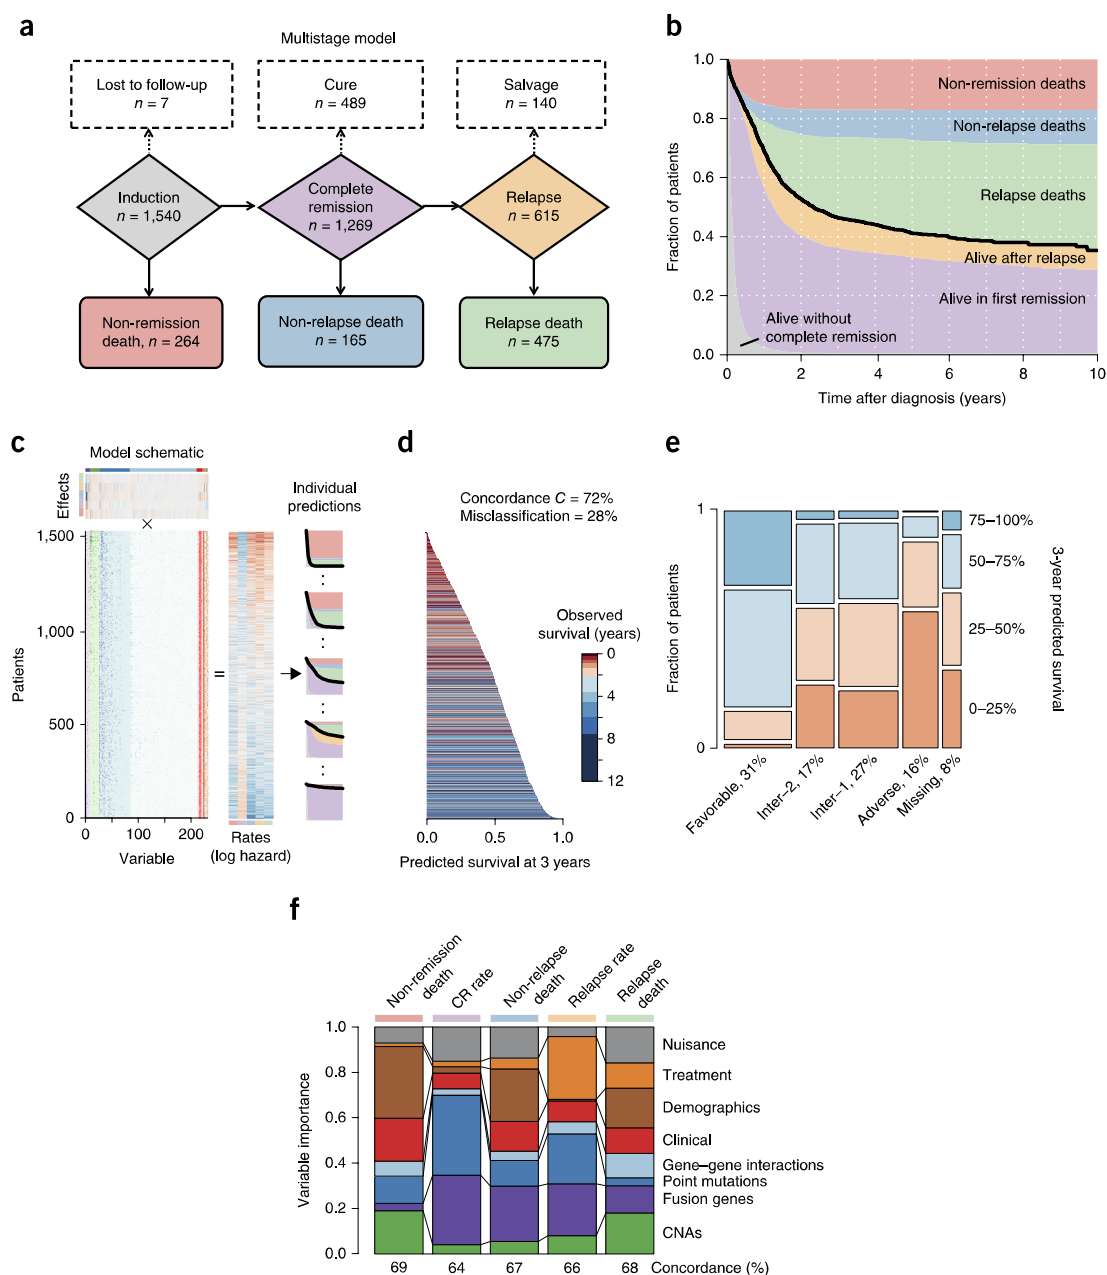 a
Multistage model
Lost to follow-up
n = 7
Cure
n = 489
Salvage
n = 140
Induction
n = 1,540
Complete
remission
n = 1,269
Relapse
n = 615
Non-remission
death, n = 264
Non-relapse death
n = 165
Relapse death
n = 475
b
Fraction of patients
1.0
0.8
0.6
0.4
0.2
0.0
Non-remission deaths
Non-relapse deaths
Relapse deaths
Alive after relapse
Alive in first remission
Alive without
complete remission
0 2 4 6 8 10
Time after diagnosis (years)
c
Model schematic
Effects
×
Individual
predictions
Patients
1,500
1,000
500
0
=
0 100 200
Variable
Rates
(log hazard)
d
Concordance C = 72%
Misclassification = 28%
Observed
survival (years)
0
2
4
6
8
10
12
0.0 0.5 1.0
Predicted survival at 3 years
e
Fraction of patients
1
0
75–100%
50–75%
25–50%
0–25%
3-year predicted survival
Favorable, 31%
Inter–2, 17%
Inter–1, 27%
Adverse, 16%
Missing, 8%
f
Non-remission
death
CR rate
Non-relapse
death
Relapse rate
Relapse
death
Variable importance
1.0
0.8
0.6
0.4
0.2
0.0
Nuisance
Treatment
Demographics
Clinical
Gene–gene interactions
Point mutations
Fusion genes
CNAs
69 64 67 66 68 Concordance (%)